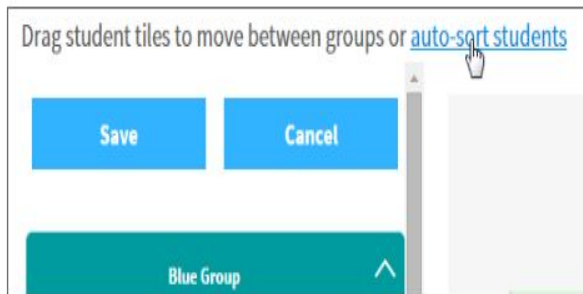 Drag student tiles to move between groups or auto-sort students
Save
Cancel
Blue Group